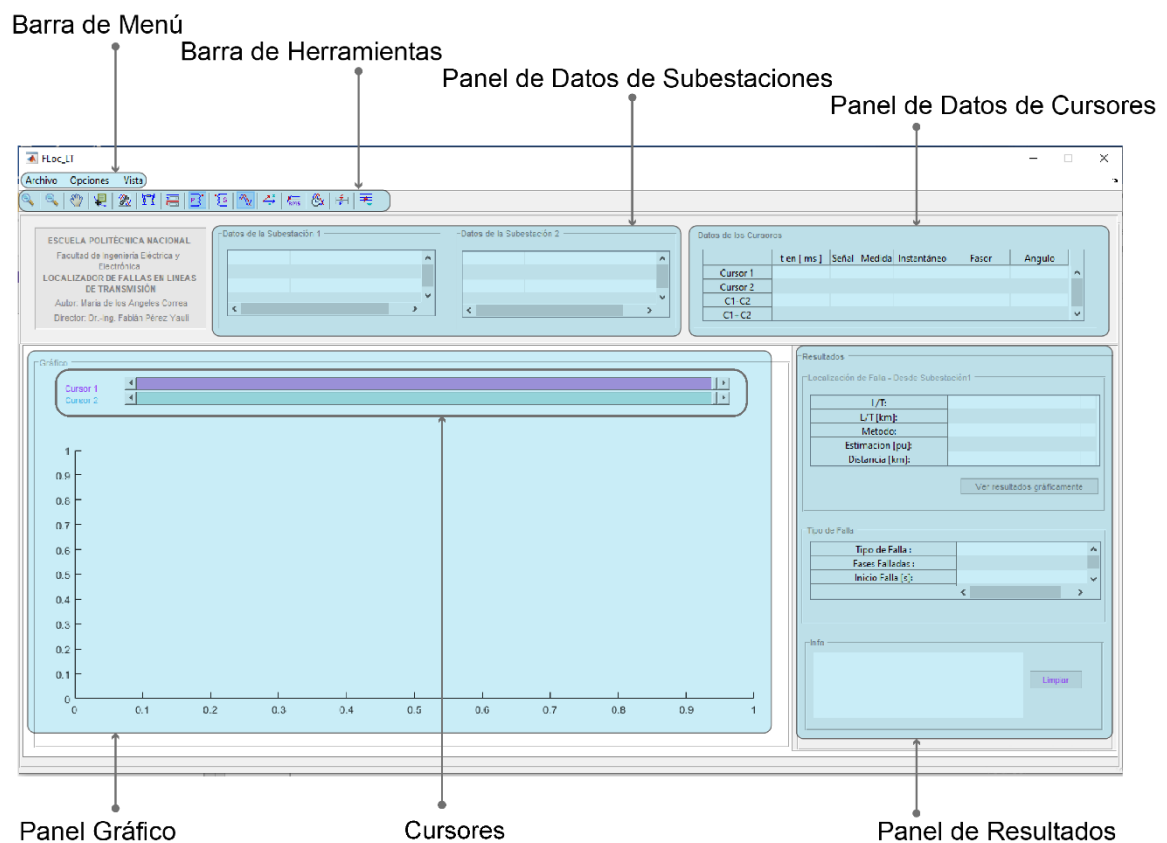 Barra de Menú
Barra de Herramientas
Panel de Datos de Subestaciones
Panel de Datos de Cursores
FLoc_LT
Archivo Opciones Vista
ESCUELA POLITÉCNICA NACIONAL
Facultad de Ingeniería Eléctrica y
Electrónica
LOCALIZADOR DE FALLAS EN LINEAS
DE TRANSMISIÓN
Autor: María de los Angeles Correa
Director: Dr.-Ing. Fabián Pérez Yauli
Datos de la Subestación 1
Datos de la Subestación 2
Datos de los Cursores
t en [ ms ] Señal Medida Instantáneo Fasor Angulo
Cursor 1
Cursor 2
C1-C2
C1-C2
Gráfico
Cursor 1
Cursor 2
1
0.9
0.8
0.7
0.6
0.5
0.4
0.3
0.2
0.1
0
0 0.1 0.2 0.3 0.4 0.5 0.6 0.7 0.8 0.9 1
Resultados
Localización de Falla - Desde Subestación1
L/T:
L/T [km]:
Metodo:
Estimacion [pu]:
Distancia [km]:
Ver resultados gráficamente
Tipo de Falla
Tipo de Falla :
Fases Falladas :
Inicio Falla [s]:
Info
Limpiar
Panel Gráfico
Cursores
Panel de Resultados